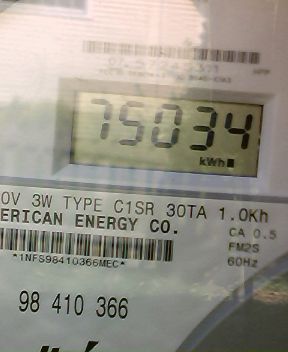 75034
kWh
0V 3W TYPE C1SR 30TA 1.0Kh
ERICAN ENERGY CO.
CA 0.5
FM2S
60Hz
*1NFS98410366MEC*
98 410 366